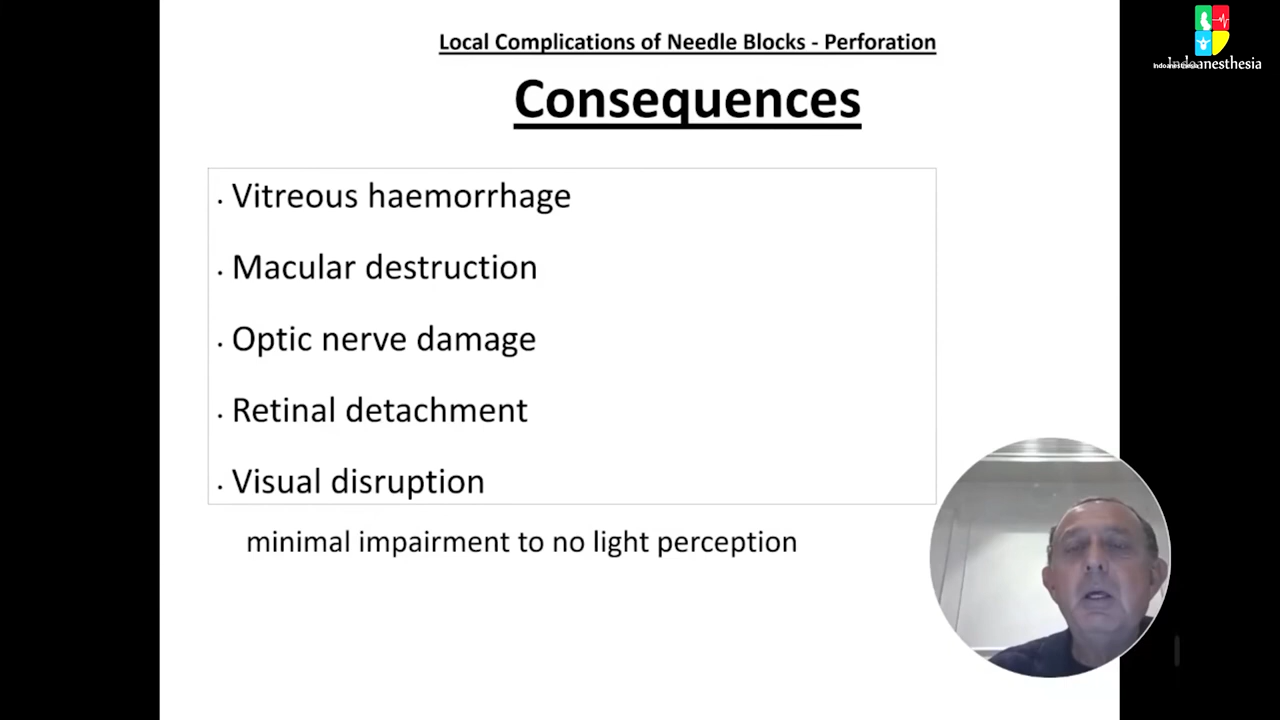 Local Complications of Needle Blocks - Perforation
Consequences
. Vitreous haemorrhage
. Macular destruction
. Optic nerve damage
. Retinal detachment
. Visual disruption
minimal impairment to no light perception
Indoanesthesia
Indoanesthesia